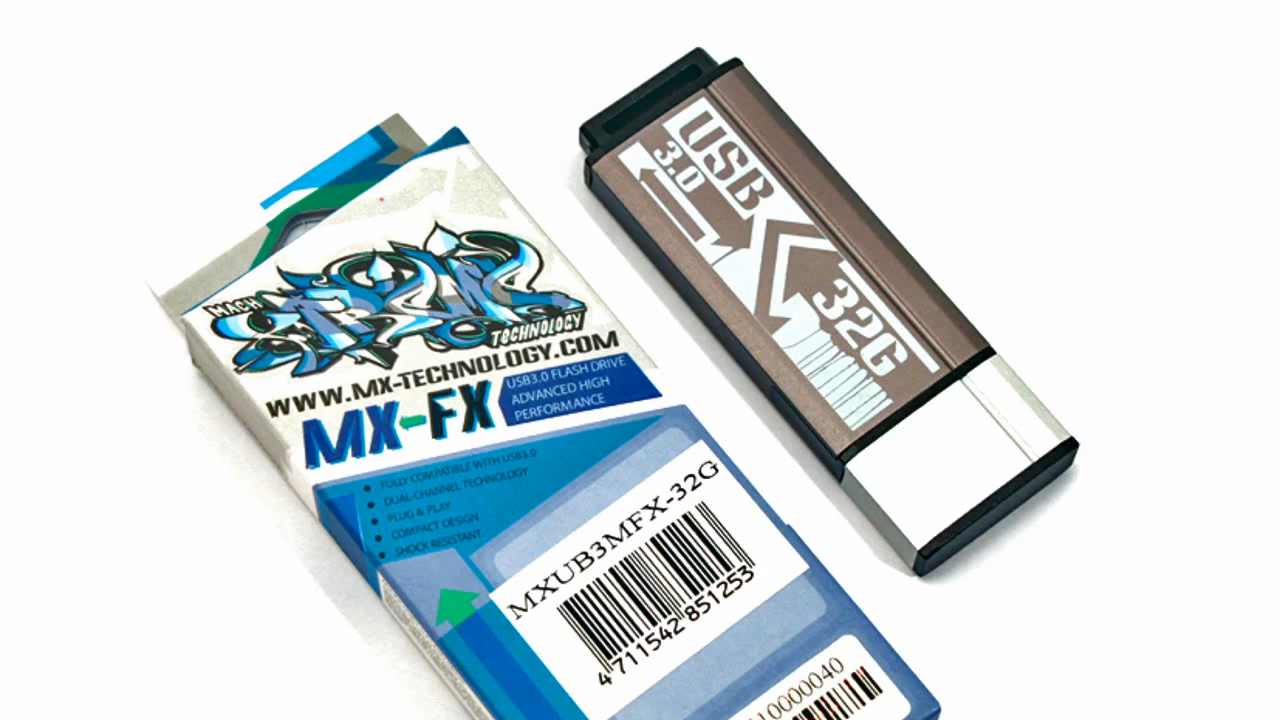 MACH
XTREME
TECHNOLOGY
WWW.MX-TECHNOLOGY.COM
MX-FX
USB3.0 FLASH DRIVE
ADVANCED HIGH
PERFORMANCE
FULLY COMPATIBLE WITH USB3.0
DUAL-CHANNEL TECHNOLOGY
PLUG & PLAY
COMPACT DESIGN
SHOCK RESISTANT
MXUB3MFX-32G
4 711542 851253
USB
3.0
32G